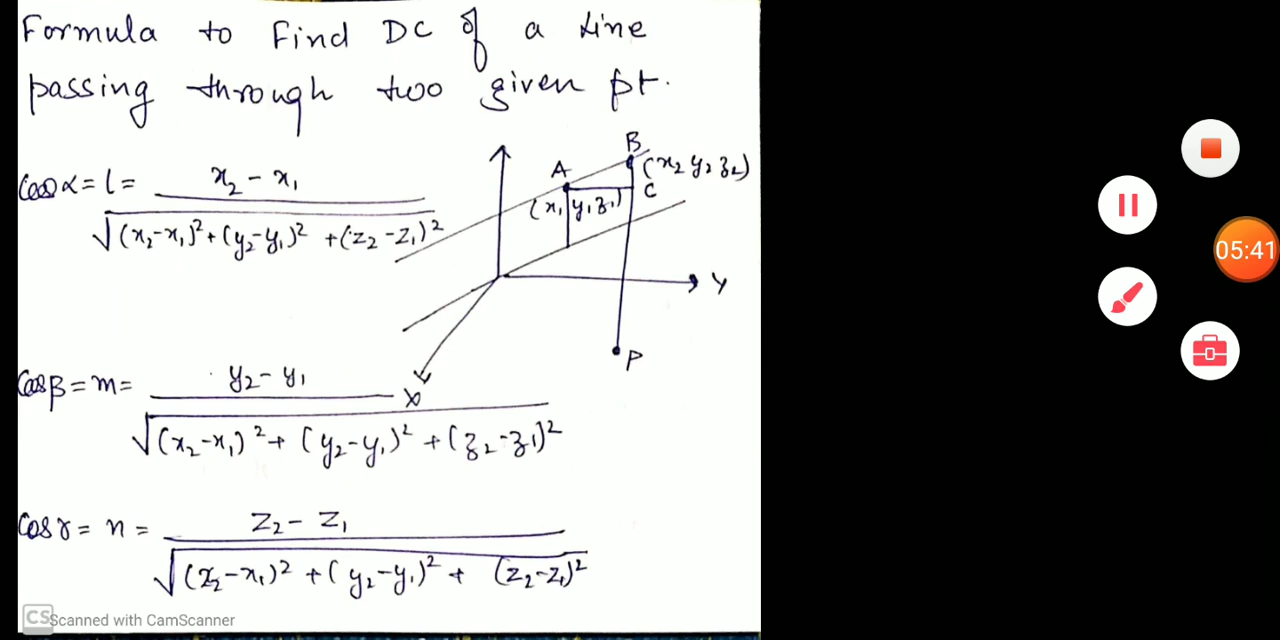 Formula to Find DC of a Line
passing through two given pt.
Cos α = l = x₂ - x₁
√(x₂-x₁)² + (y₂-y₁)² + (z₂-z₁)²
B
(x₂ y₂ z₂)
A
C
(x₁ y₁ z₁)
Y
P
X
Cos β = m = y₂ - y₁
√(x₂-x₁)² + (y₂-y₁)² + (z₂-z₁)²
Cos γ = n = z₂ - z₁
√(x₂-x₁)² + (y₂-y₁)² + (z₂-z₁)²
CS Scanned with CamScanner
05:41